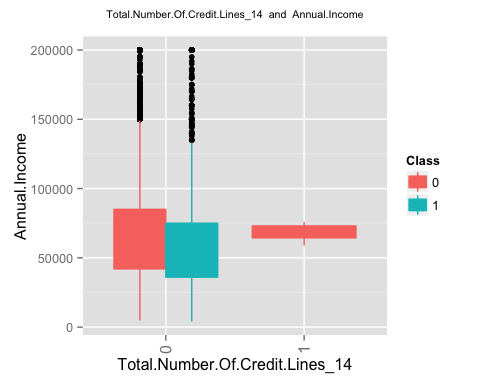 Total.Number.Of.Credit.Lines_14 and Annual.Income
200000
150000
100000
50000
0
Annual.Income
0
1
Total.Number.Of.Credit.Lines_14
Class
0
1